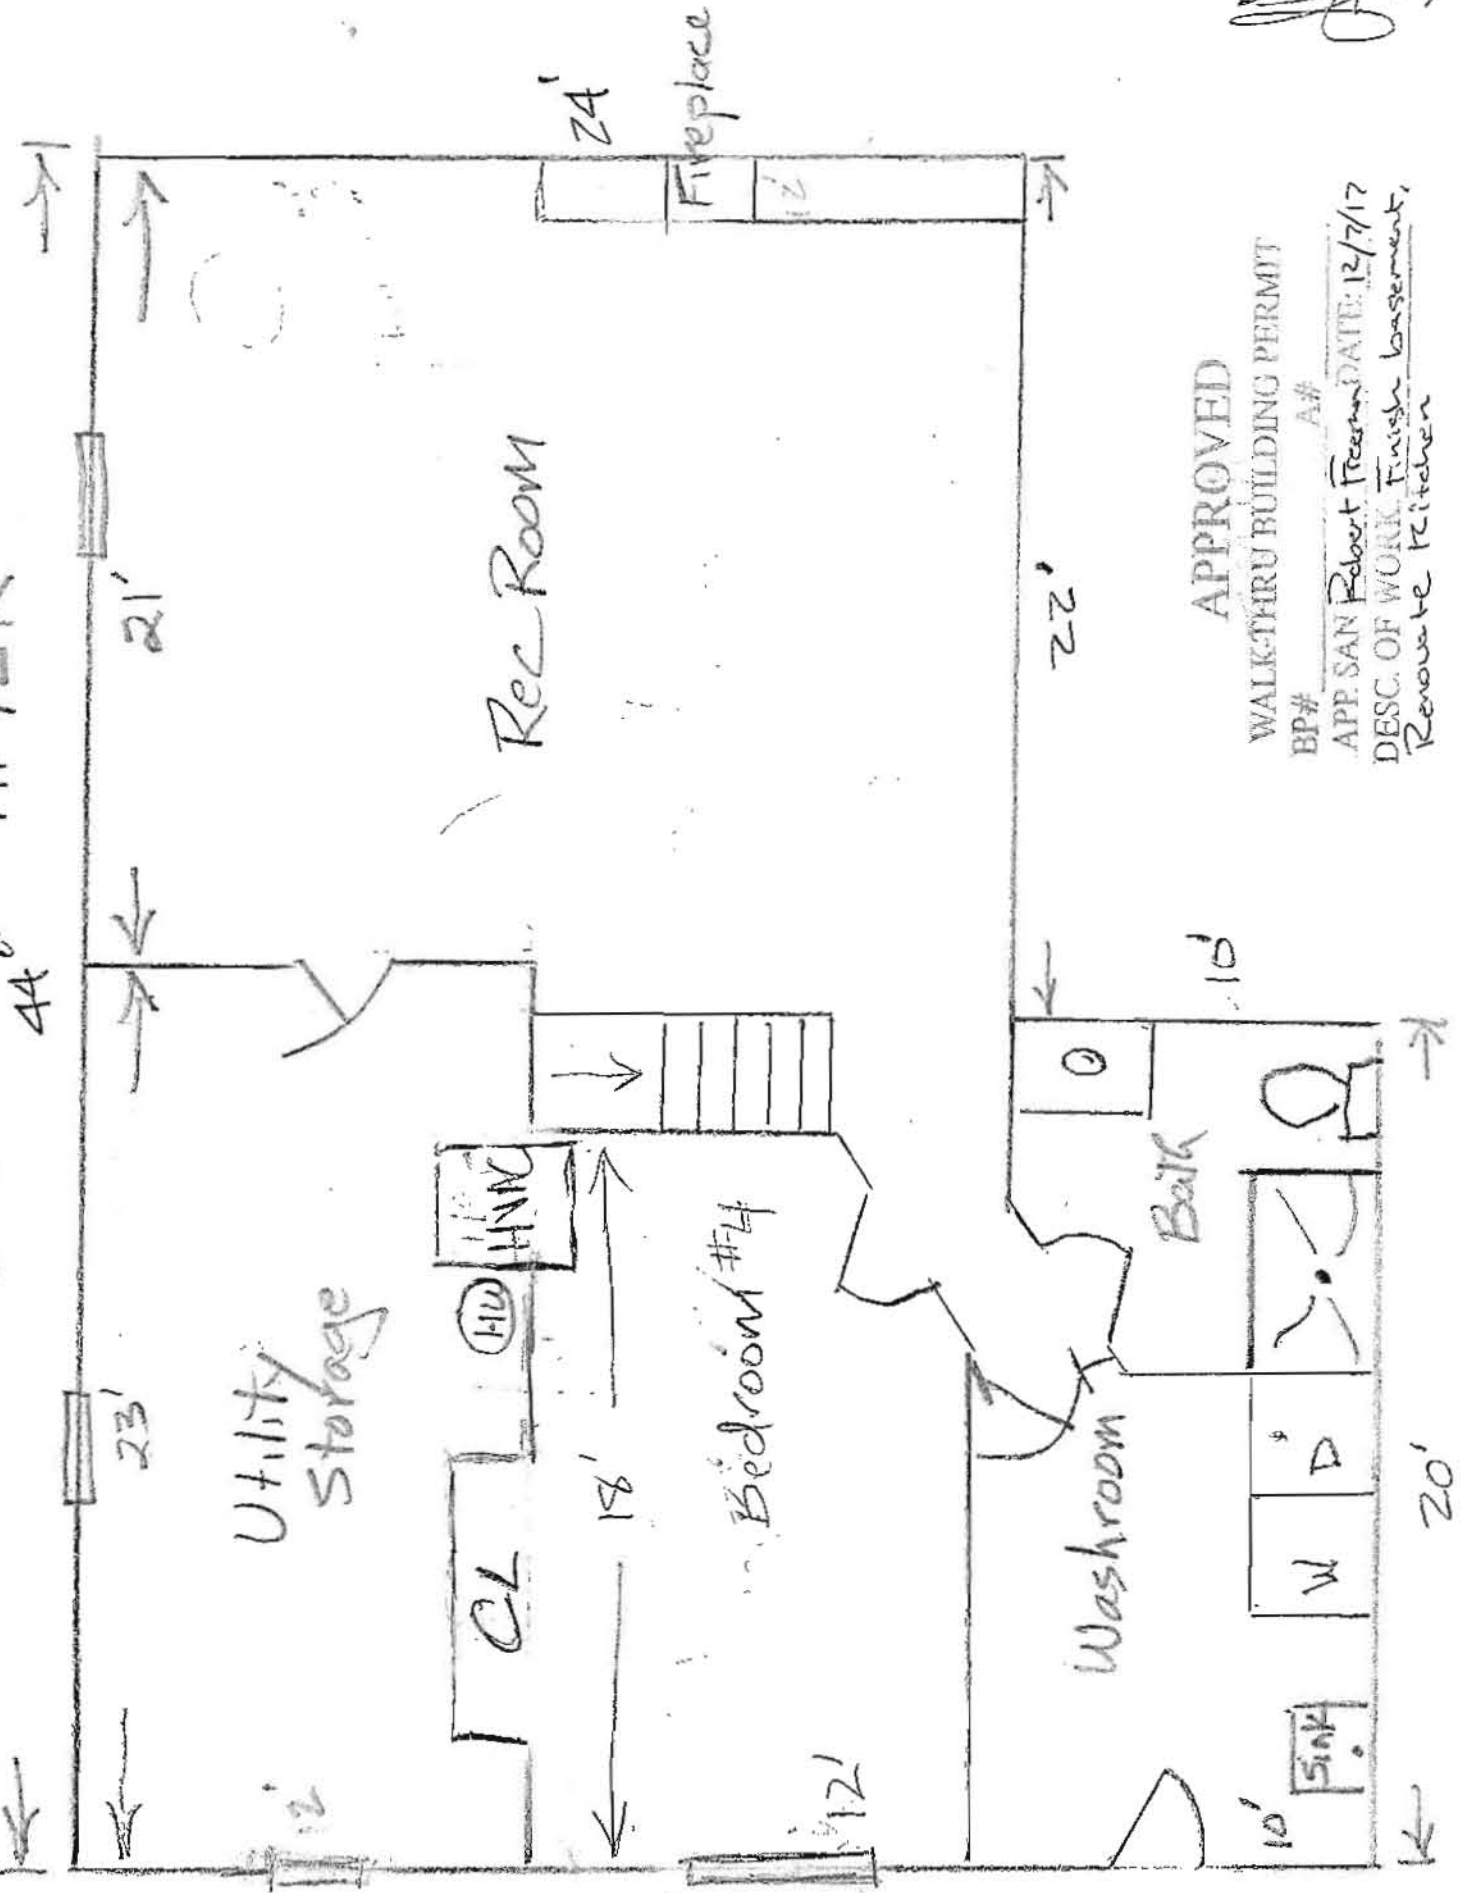 44'
21'
23'
24'
Fireplace
12'
Rec Room
Utility
Storage
HVAC
HW
CL
18'
Bedroom #4
12'
12'
22'
10'
Bath
Washroom
W
D
SINK
10'
20'
APPROVED
WALK-THRU BUILDING PERMIT
BP# A#
APP. SAN Robert Freeman DATE: 12/7/17
DESC. OF WORK Finish basement,
Renovate Kitchen